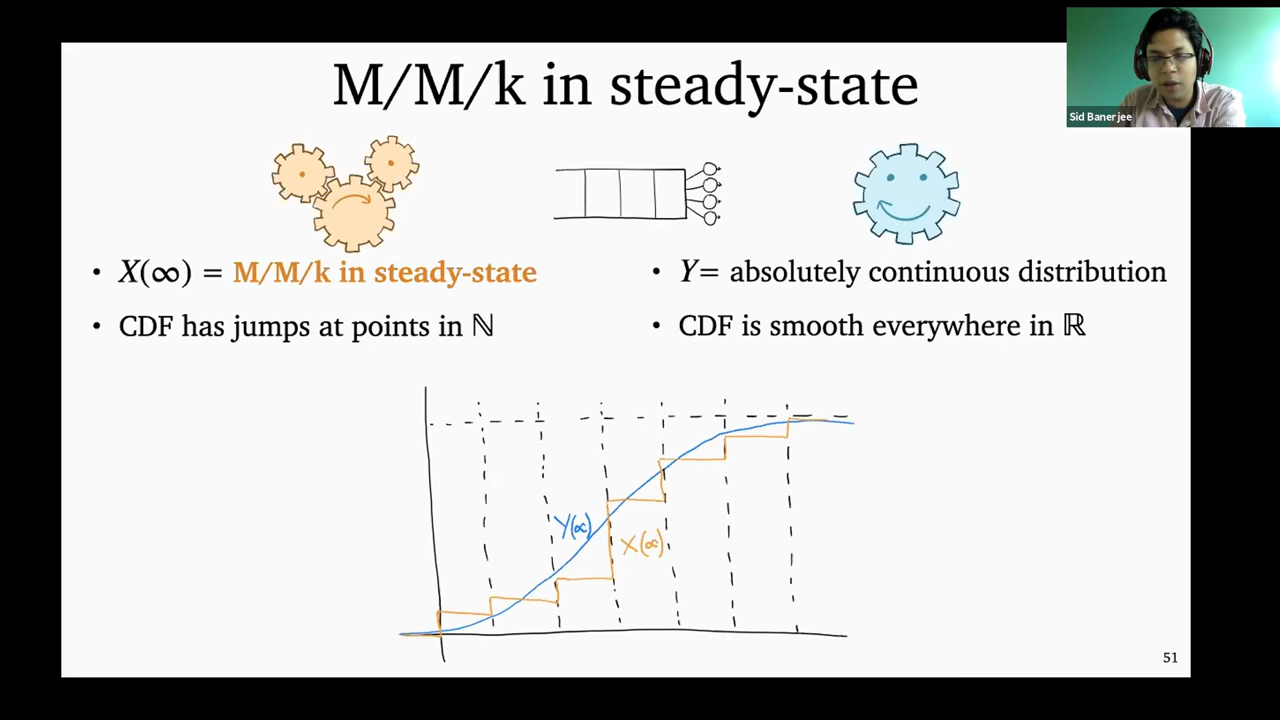 M/M/k in steady-state
Sid Banerjee
• X(∞) = M/M/k in steady-state
• CDF has jumps at points in ℕ
• Y= absolutely continuous distribution
• CDF is smooth everywhere in ℝ
Y(∞)
X(∞)
51